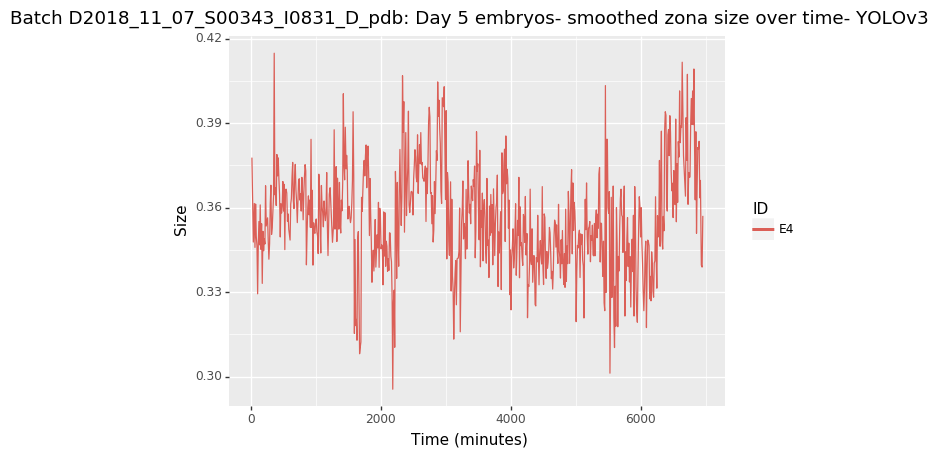 Batch D2018_11_07_S00343_I0831_D_pdb: Day 5 embryos- smoothed zona size over time- YOLOv3
0.42
0.39
0.36
0.33
0.30
Size
0
2000
4000
6000
Time (minutes)
ID
E4